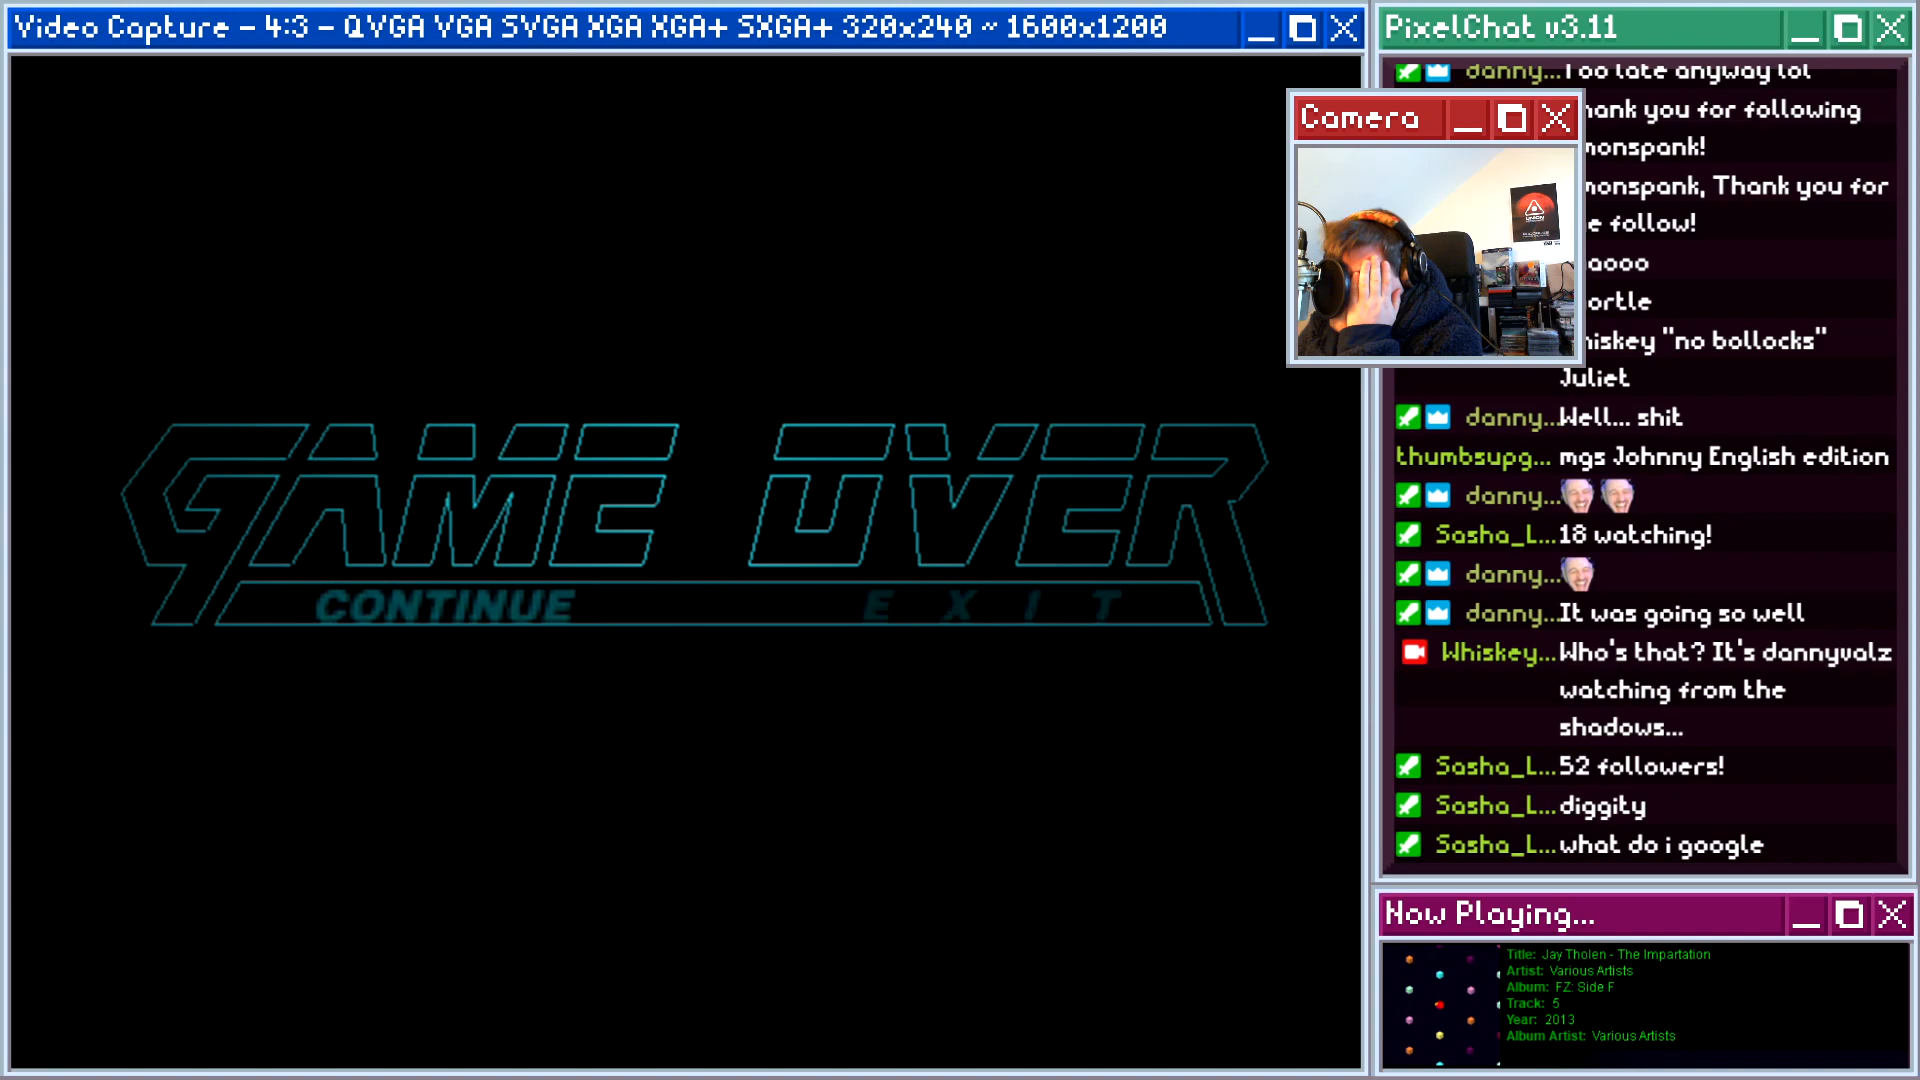 Video Capture - 4:3 - QVGA VGA SVGA XGA XGA+ SXGA+ 320x240 ~ 1600x1200
GAME OVER
CONTINUE
EXIT
Camera
PixelChat v3.11
danny...Too late anyway lol
hank you for following
monspank!
monspank, Thank you for
e follow!
aooo
ortle
hiskey "no bollocks"
Juliet
danny...Well... shit
thumbsupg... mgs Johnny English edition
danny...
Sasha_L...18 watching!
danny...
danny...It was going so well
Whiskey...Who's that? It's dannyvalz
watching from the
shadows...
Sasha_L...52 followers!
Sasha_L...diggity
Sasha_L...what do i google
Now Playing...
Title: Jay Tholen - The Impartation
Artist: Various Artists
Album: FZ: Side F
Track: 5
Year: 2013
Album Artist: Various Artists